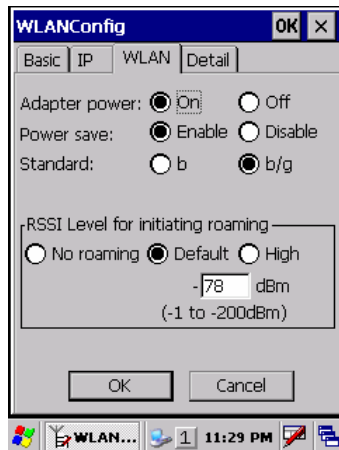 WLANConfig OK ×
Basic IP WLAN Detail
Adapter power: On Off
Power save: Enable Disable
Standard: b b/g
RSSI Level for initiating roaming
No roaming Default High
-78 dBm
(-1 to -200dBm)
OK Cancel
WLAN... 1 11:29 PM